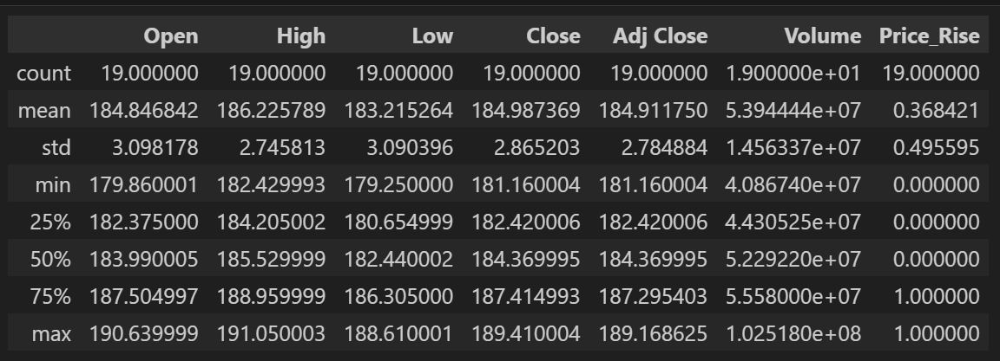 Open High Low Close Adj Close Volume Price_Rise
count 19.000000 19.000000 19.000000 19.000000 19.000000 1.900000e+01 19.000000
mean 184.846842 186.225789 183.215264 184.987369 184.911750 5.394444e+07 0.368421
std 3.098178 2.745813 3.090396 2.865203 2.784884 1.456337e+07 0.495595
min 179.860001 182.429993 179.250000 181.160004 181.160004 4.086740e+07 0.000000
25% 182.375000 184.205002 180.654999 182.420006 182.420006 4.430525e+07 0.000000
50% 183.990005 185.529999 182.440002 184.369995 184.369995 5.229220e+07 0.000000
75% 187.504997 188.959999 186.305000 187.414993 187.295403 5.558000e+07 1.000000
max 190.639999 191.050003 188.610001 189.410004 189.168625 1.025180e+08 1.000000